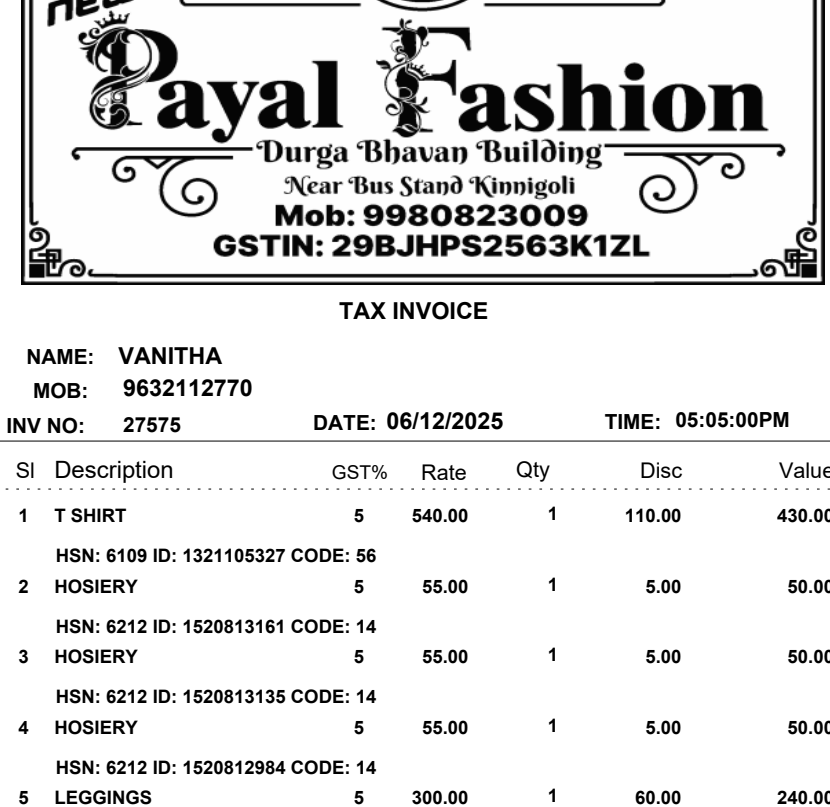 new
Payal Fashion
Durga Bhavan Building
Near Bus Stand Kinnigoli
Mob: 9980823009
GSTIN: 29BJHPS2563K1ZL
TAX INVOICE
NAME: VANITHA
MOB: 9632112770
INV NO: 27575 DATE: 06/12/2025 TIME: 05:05:00PM
Sl Description GST% Rate Qty Disc Value
1 T SHIRT 5 540.00 1 110.00 430.00
HSN: 6109 ID: 1321105327 CODE: 56
2 HOSIERY 5 55.00 1 5.00 50.00
HSN: 6212 ID: 1520813161 CODE: 14
3 HOSIERY 5 55.00 1 5.00 50.00
HSN: 6212 ID: 1520813135 CODE: 14
4 HOSIERY 5 55.00 1 5.00 50.00
HSN: 6212 ID: 1520812984 CODE: 14
5 LEGGINGS 5 300.00 1 60.00 240.00